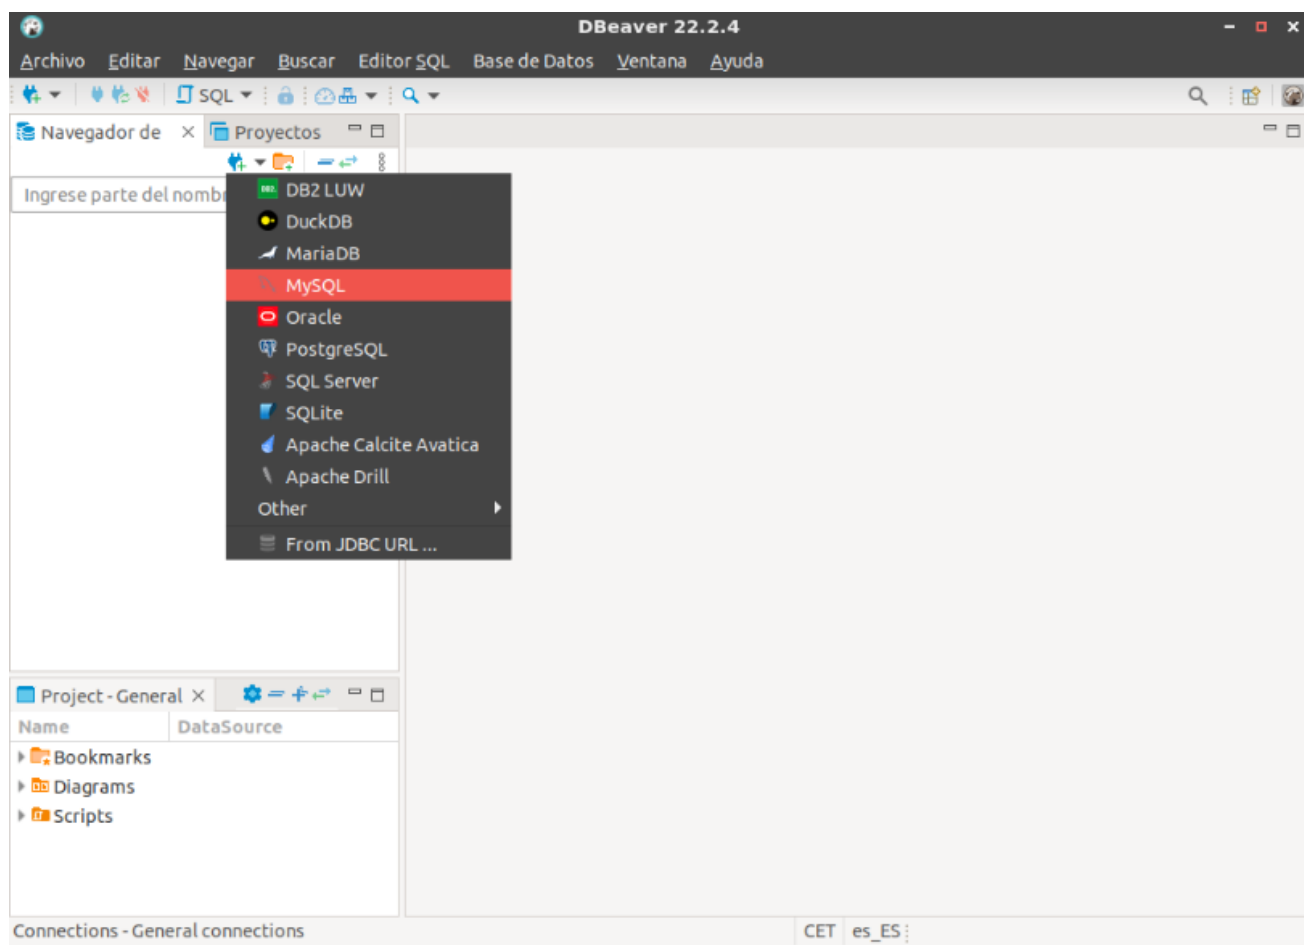 DBeaver 22.2.4
Archivo Editar Navegar Buscar Editor SQL Base de Datos Ventana Ayuda
SQL
Navegador de Proyectos
Ingrese parte del nombr
DB2 LUW
DuckDB
MariaDB
MySQL
Oracle
PostgreSQL
SQL Server
SQLite
Apache Calcite Avatica
Apache Drill
Other
From JDBC URL ...
Project - General
Name DataSource
Bookmarks
Diagrams
Scripts
Connections - General connections CET es_ES